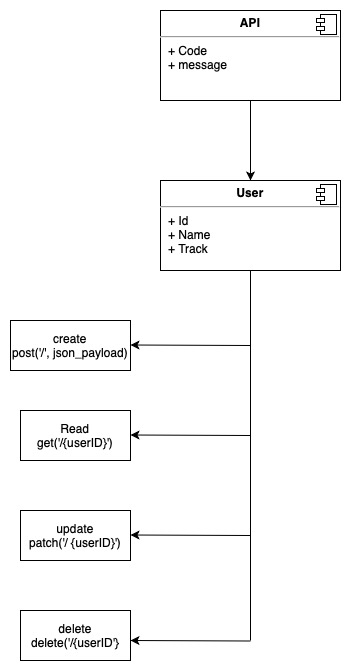 API
+ Code
+ message
User
+ Id
+ Name
+ Track
create
post('/', json_payload)
Read
get('/{userID}')
update
patch('/ {userID}')
delete
delete('/{userID'}